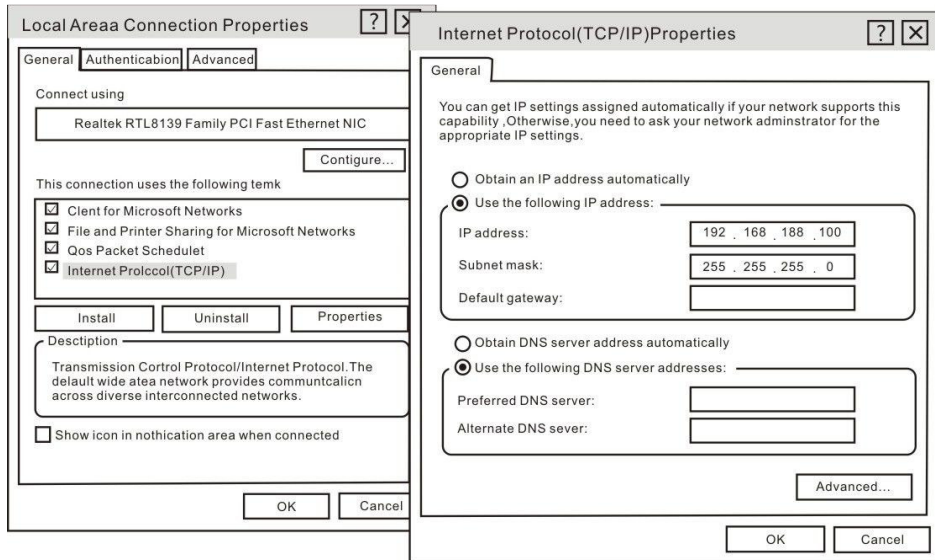 Local Areaa Connection Properties
?
General
Authenticabion
Advanced
Connect using
Realtek RTL8139 Family PCI Fast Ethernet NIC
Contigure...
This connection uses the following temk
Clent for Microsoft Networks
File and Printer Sharing for Microsoft Networks
Qos Packet Schedulet
Internet Prolccol(TCP/IP)
Install
Uninstall
Properties
Desctiption
Transmission Cortrol Protocol/Internet Protocol.The
delault wide atea network provides communtcalicn
across diverse interconnected networks.
Show icon in nothication area when connected
OK
Cancel
Internet Protocol(TCP/IP)Properties
?
General
You can get IP settings assigned automatically if your network supports this
capability ,Otherwise,you need to ask your network adminstrator for the
appropriate IP settings.
Obtain an IP address automatically
Use the following IP address:
IP address:
192 . 168 . 188 . 100
Subnet mask:
255 . 255 . 255 . 0
Default gateway:
Obtain DNS server address automatically
Use the following DNS server addresses:
Preferred DNS server:
Alternate DNS sever:
Advanced...
OK
Cancel